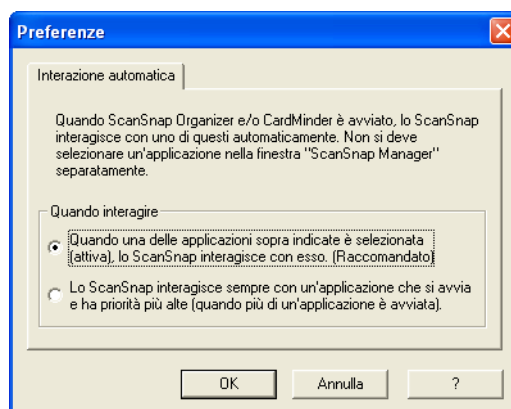 Preferenze
Interazione automatica
Quando ScanSnap Organizer e/o CardMinder è avviato, lo ScanSnap
interagisce con uno di questi automaticamente. Non si deve
selezionare un'applicazione nella finestra "ScanSnap Manager"
separatamente.
Quando interagire
Quando una delle applicazioni sopra indicate è selezionata
(attiva), lo ScanSnap interagisce con esso. (Raccomandato)
Lo ScanSnap interagisce sempre con un'applicazione che si avvia
e ha priorità più alte (quando più di un'applicazione è avviata).
OK
Annulla
?